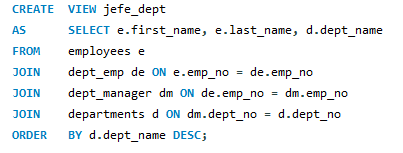 CREATE VIEW jefe_dept
AS SELECT e.first_name, e.last_name, d.dept_name
FROM employees e
JOIN dept_emp de ON e.emp_no = de.emp_no
JOIN dept_manager dm ON de.emp_no = dm.emp_no
JOIN departments d ON dm.dept_no = d.dept_no
ORDER BY d.dept_name DESC;